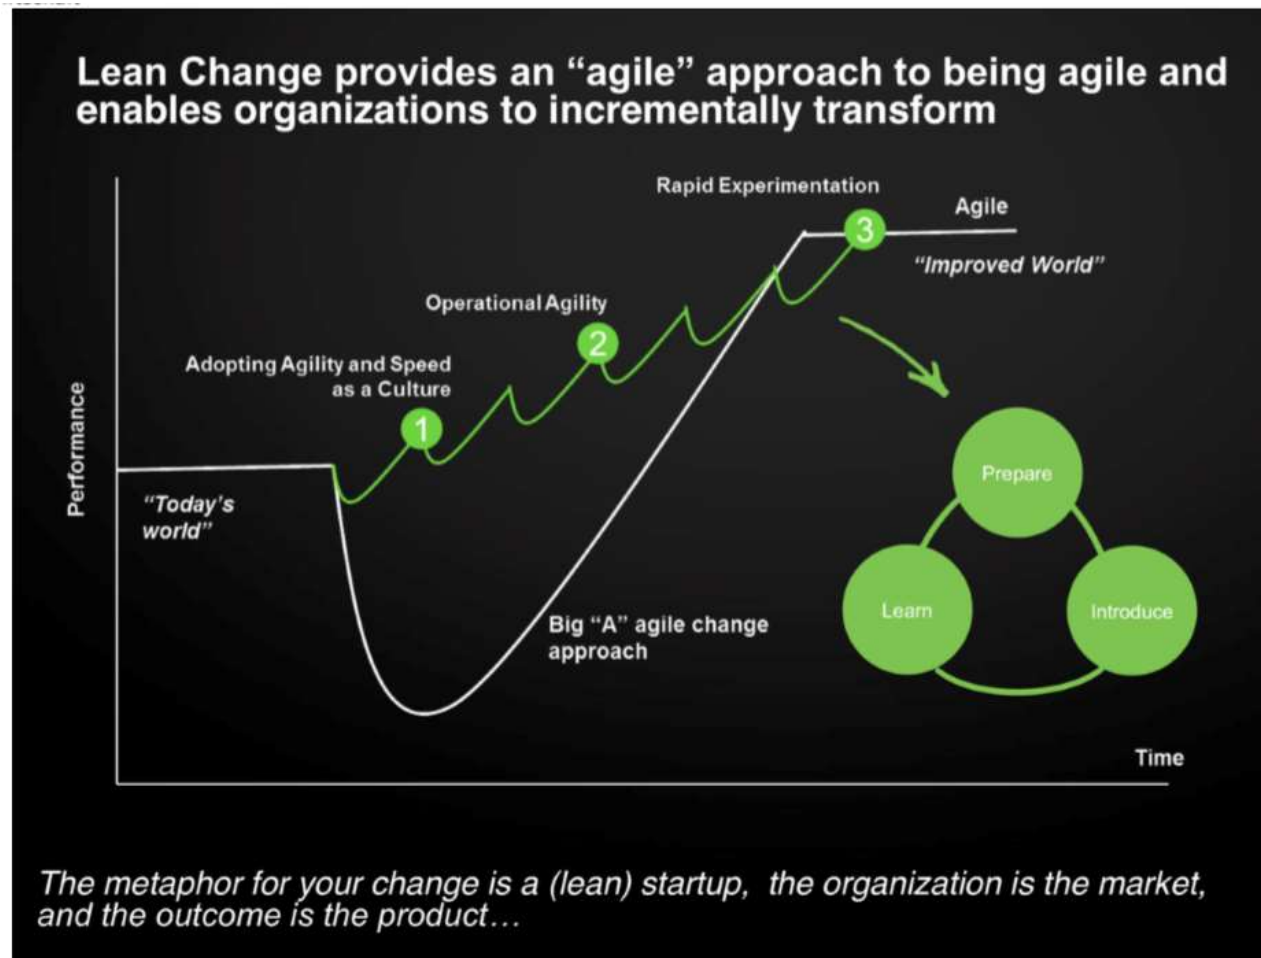 Lean Change provides an “agile” approach to being agile and
enables organizations to incrementally transform
Rapid Experimentation
Agile
3
“Improved World”
Operational Agility
2
Adopting Agility and Speed
as a Culture
1
Performance
“Today’s
world”
Prepare
Learn
Introduce
Big “A” agile change
approach
Time
The metaphor for your change is a (lean) startup, the organization is the market,
and the outcome is the product…